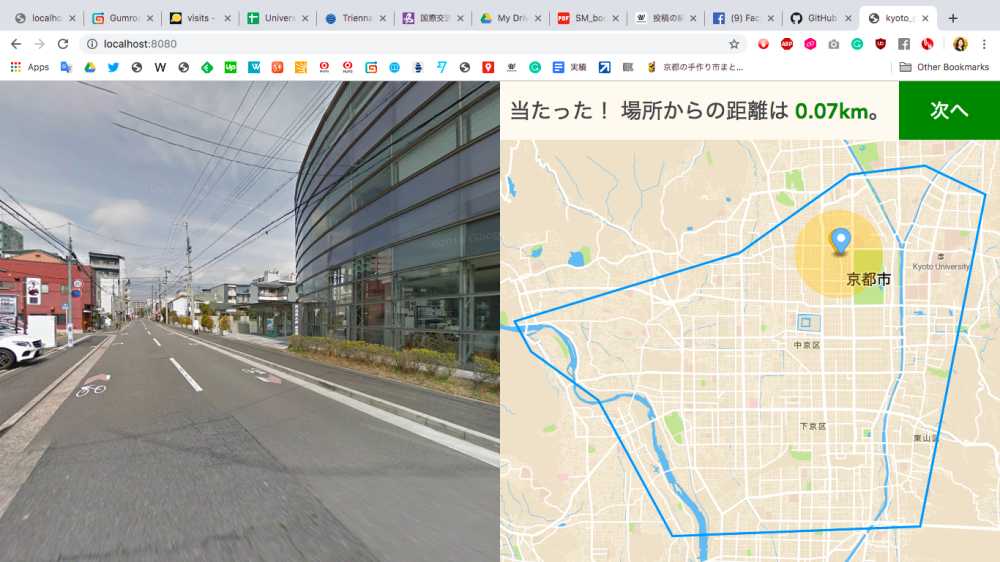 localho
Gumroa
visits -
Univers
Trienna
国際交流
My Driv
SM_boo
投稿の編
(9) Fac
GitHub
kyoto_g
localhost:8080
Apps
実績
京都の手作り市まと…
Other Bookmarks
当たった！ 場所からの距離は 0.07km。
次へ
Kyoto University
京都市
中京区
下京区
東山区